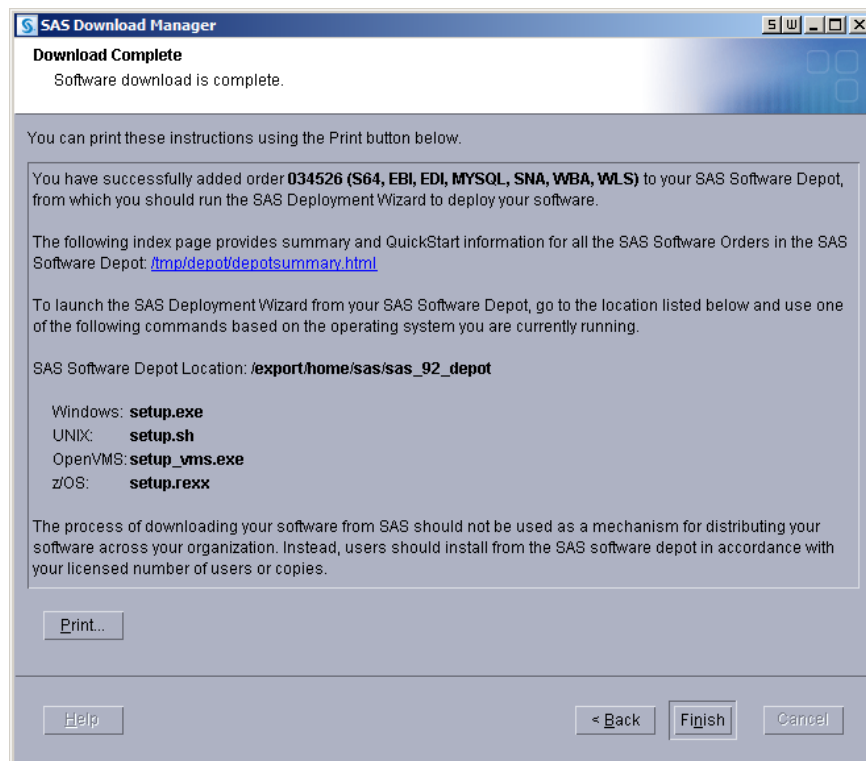 SAS Download Manager
Download Complete
Software download is complete.
You can print these instructions using the Print button below.
You have successfully added order 034526 (S64, EBI, EDI, MYSQL, SNA, WBA, WLS) to your SAS Software Depot,
from which you should run the SAS Deployment Wizard to deploy your software.
The following index page provides summary and QuickStart information for all the SAS Software Orders in the SAS
Software Depot: /tmp/depot/depotsummary.html
To launch the SAS Deployment Wizard from your SAS Software Depot, go to the location listed below and use one
of the following commands based on the operating system you are currently running.
SAS Software Depot Location: /export/home/sas/sas_92_depot
Windows: setup.exe
UNIX: setup.sh
OpenVMS: setup_vms.exe
z/OS: setup.rexx
The process of downloading your software from SAS should not be used as a mechanism for distributing your
software across your organization. Instead, users should install from the SAS software depot in accordance with
your licensed number of users or copies.
Print...
Help
< Back
Finish
Cancel